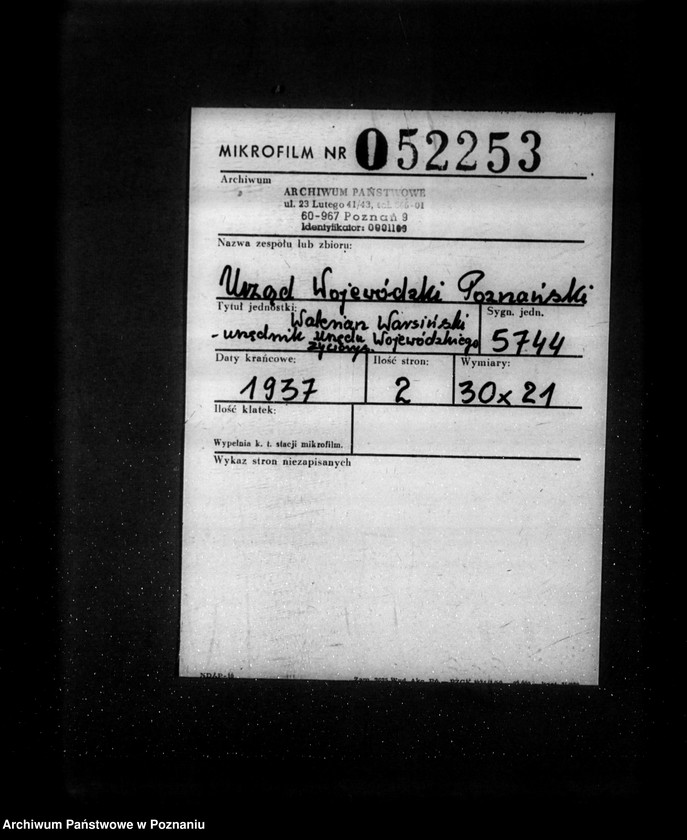 MIKROFILM NR 052253
Archiwum
ARCHIWUM PAŃSTWOWE
ul. 23 Lutego 41/43,
60-967 Poznań 9
Identyfikator: 0001109
Nazwa zespołu lub zbioru:
Urząd Wojewódzki Poznański
Tytuł jednostki:
Walerian Warsiński
- urzędnik urzędu Wojewódzkiego
życiorys.
Sygn. jedn.
5744
Daty krańcowe:
1937
Ilość stron:
2
Wymiary:
30x21
Ilość klatek:
Wypełnia k. t. stacji mikrofilm.
Wykaz stron niezapisanych
Archiwum Państwowe w Poznaniu